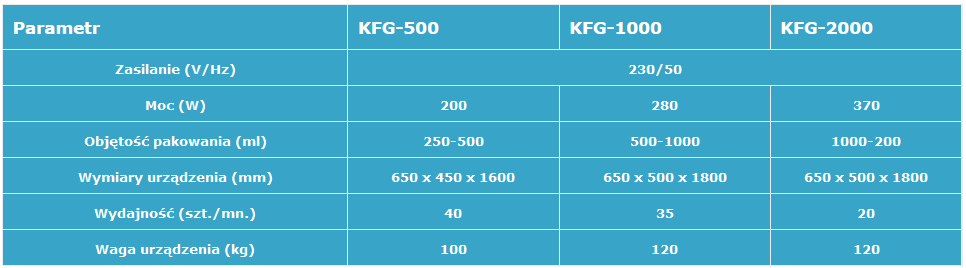 Parametr KFG-500 KFG-1000 KFG-2000
Zasilanie (V/Hz) 230/50
Moc (W) 200 280 370
Objętość pakowania (ml) 250-500 500-1000 1000-200
Wymiary urządzenia (mm) 650 x 450 x 1600 650 x 500 x 1800 650 x 500 x 1800
Wydajność (szt./mn.) 40 35 20
Waga urządzenia (kg) 100 120 120